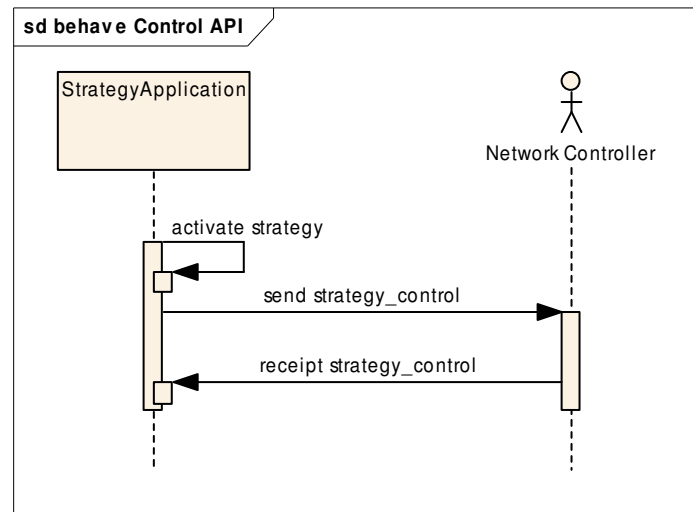 sd behave Control API
StrategyApplication
Network Controller
activate strategy
send strategy_control
receipt strategy_control